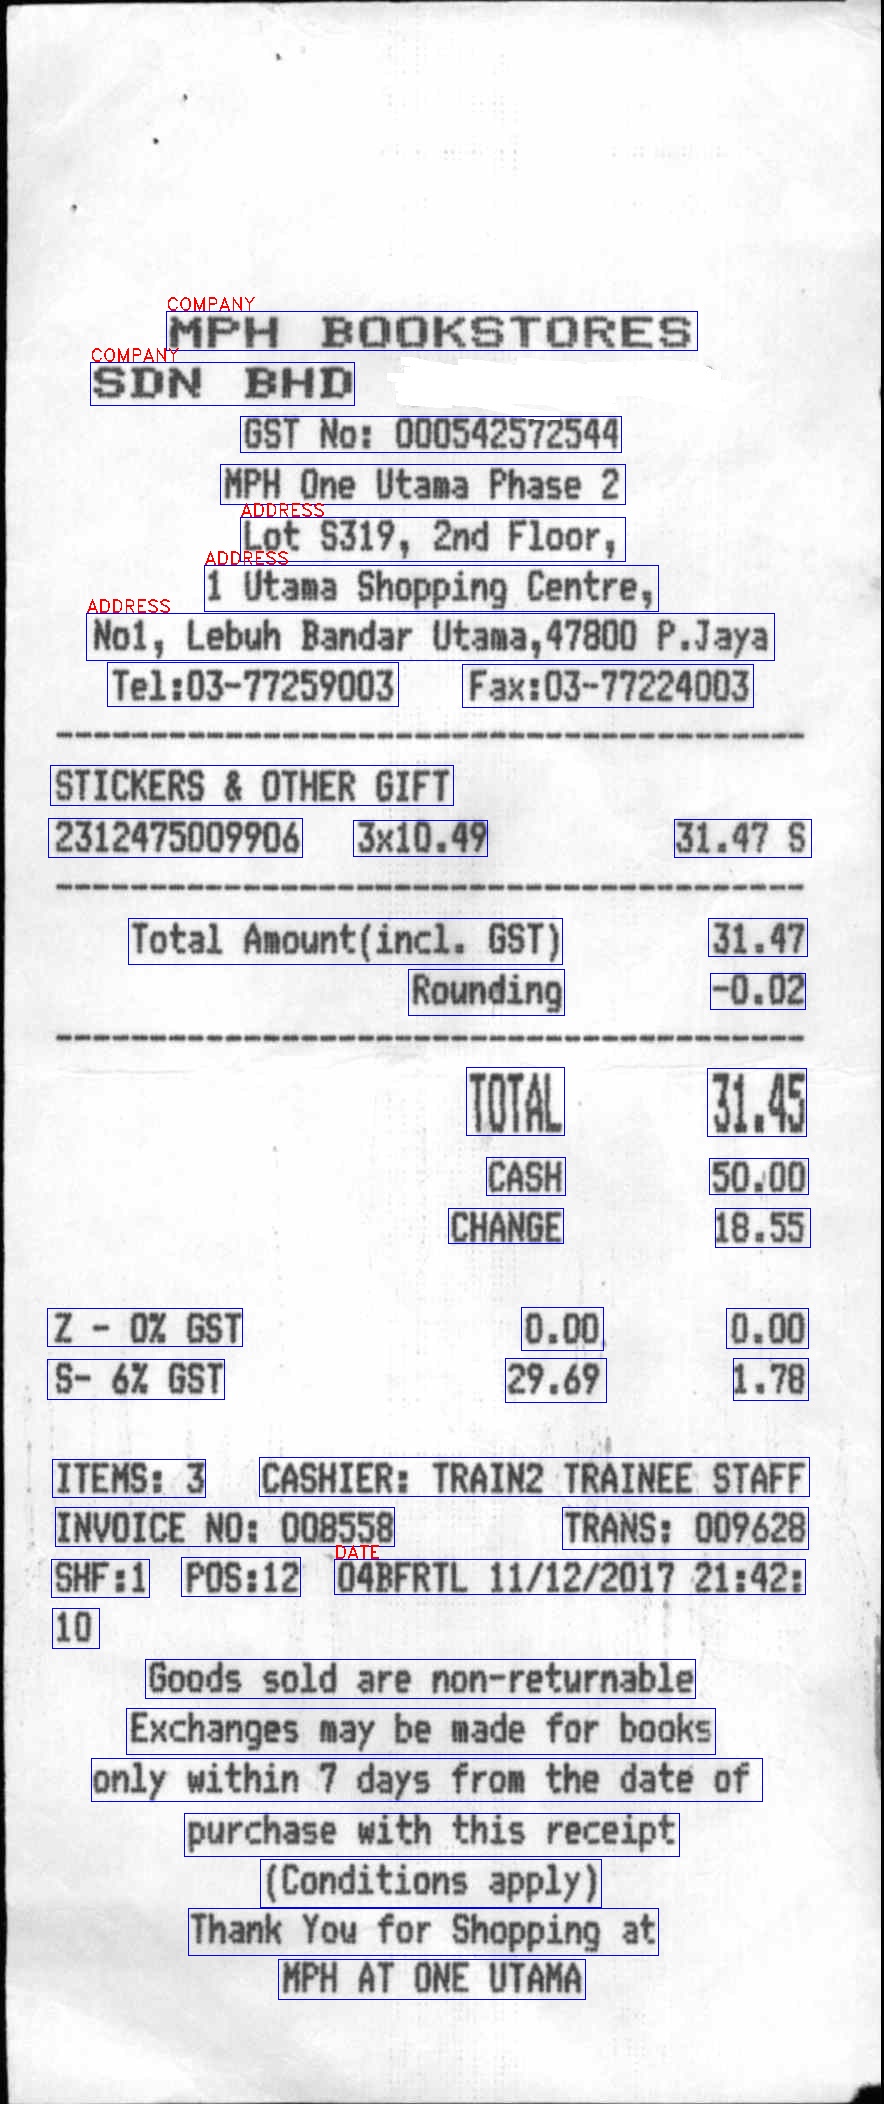 COMPANY
MPH BOOKSTORES
COMPANY
SDN BHD
GST No: 000542572544
MPH One Utama Phase 2
ADDRESS
Lot S319, 2nd Floor,
ADDRESS
1 Utama Shopping Centre,
ADDRESS
No1, Lebuh Bandar Utama,47800 P.Jaya
Tel:03-77259003 Fax:03-77224003
----------------------------------------
STICKERS & OTHER GIFT
2312475009906 3x10.49 31.47 S
----------------------------------------
Total Amount(incl. GST) 31.47
Rounding -0.02
----------------------------------------
TOTAL 31.45
CASH 50.00
CHANGE 18.55
Z - 0% GST 0.00 0.00
S- 6% GST 29.69 1.78
ITEMS: 3 CASHIER: TRAIN2 TRAINEE STAFF
INVOICE NO: 008558 TRANS: 009628
DATE
SHF:1 POS:12 04BFRTL 11/12/2017 21:42:
10
Goods sold are non-returnable
Exchanges may be made for books
only within 7 days from the date of
purchase with this receipt
(Conditions apply)
Thank You for Shopping at
MPH AT ONE UTAMA